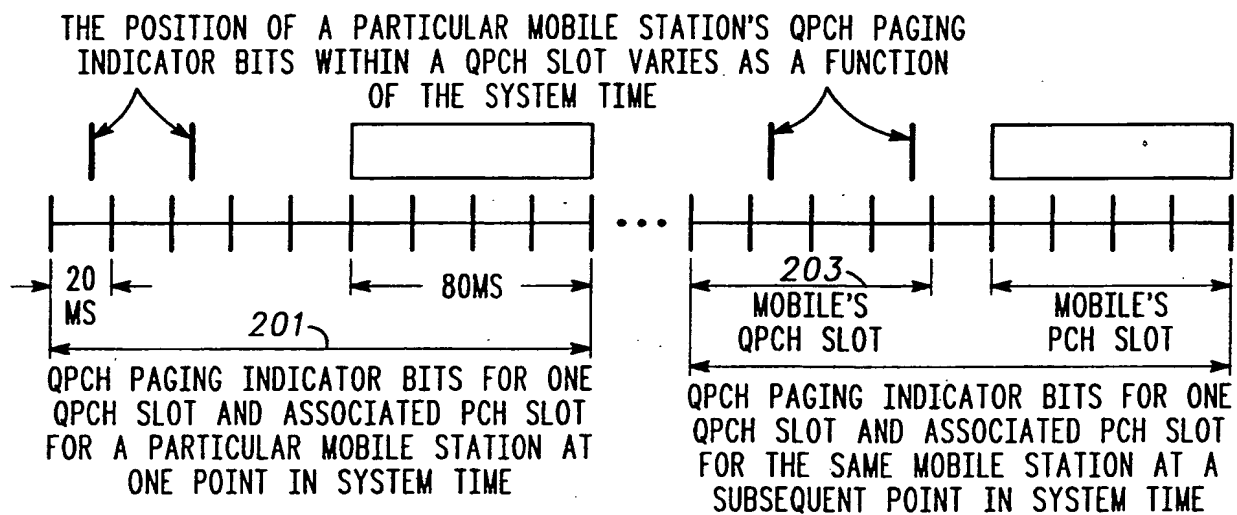 THE POSITION OF A PARTICULAR MOBILE STATION'S QPCH PAGING
INDICATOR BITS WITHIN A QPCH SLOT VARIES AS A FUNCTION
OF THE SYSTEM TIME
20
MS
80MS
201
QPCH PAGING INDICATOR BITS FOR ONE
QPCH SLOT AND ASSOCIATED PCH SLOT
FOR A PARTICULAR MOBILE STATION AT
ONE POINT IN SYSTEM TIME
203
MOBILE'S
QPCH SLOT
MOBILE'S
PCH SLOT
QPCH PAGING INDICATOR BITS FOR ONE
QPCH SLOT AND ASSOCIATED PCH SLOT
FOR THE SAME MOBILE STATION AT A
SUBSEQUENT POINT IN SYSTEM TIME